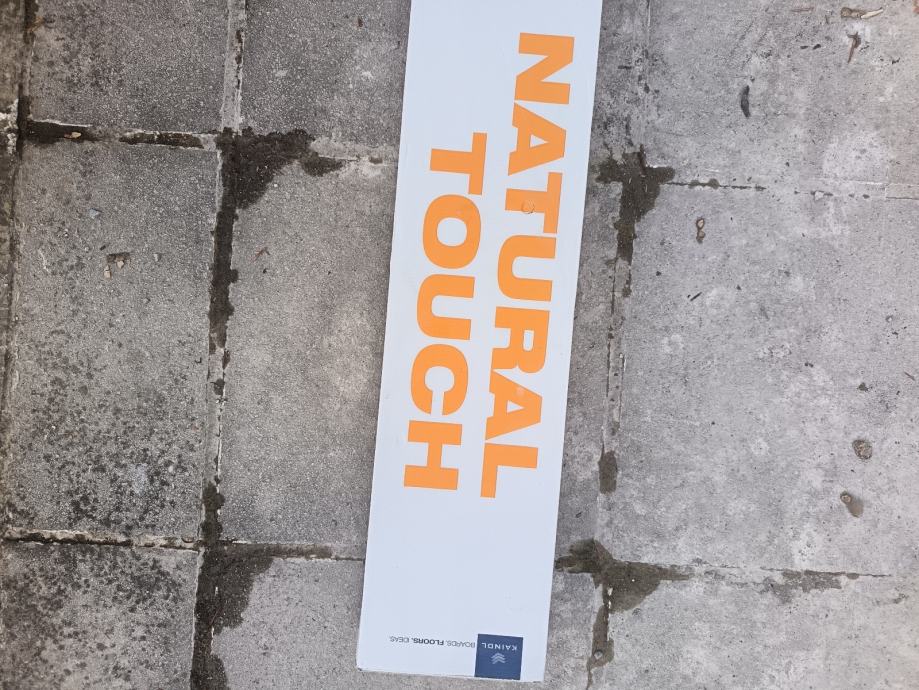 NATURAL
TOUCH
KAINDL
BOARDS. FLOORS. IDEAS.